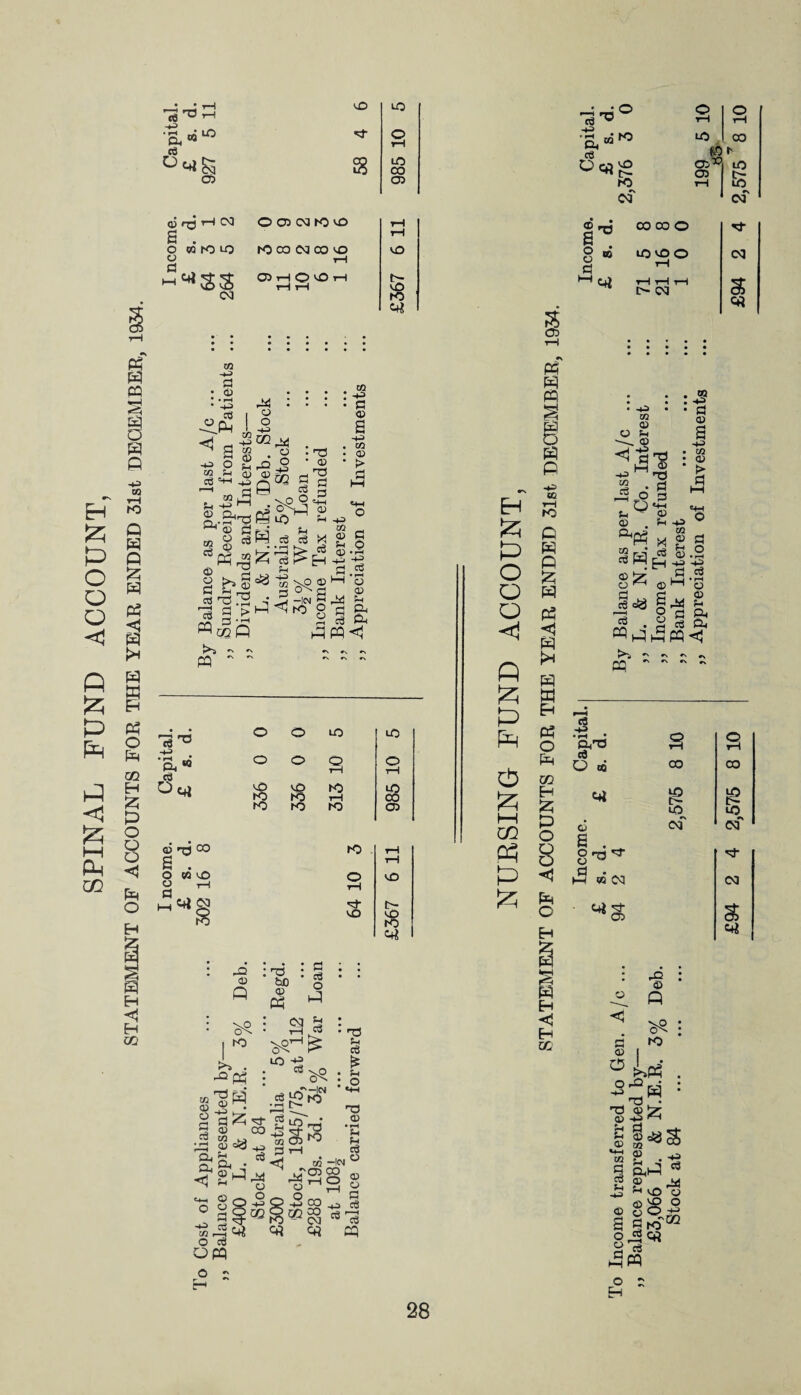 SPINAL FUND ACCOUNT,
STATEMENT OF ACCOUNTS FOR THE YEAR ENDED 31st DECEMBER, 1934.
Income. Capital.
£ s. d. £ s. d.
To Cost of Appliances ... 302 8 8
,, Balance represented by—
£400 L. & N.E.R. 3% Deb.
Stock at 84 ... 336 0 0
£300 Australia 5% Regd.
Stock, 1945/75, at 112 336 0 0
£288 19s. 3d. 3½% War Loan
at 108½ ... 313 10 5
Balance carried forward ... 64 10 3
£367 6 11 985 10 5
Income. Capital.
£ s. d. £ s. d.
By Balance as per last A/c ... 64 3 1 927 5 11
,, Sundry Receipts from Patients ... 264 5 2
,, Dividends and Interests—
L. & N.E.R. Deb. Stock ... 9 3 0
Australia 5% Stock ... 11 8 9
3½% War Loan ... 10 2 2
,, Income Tax refunded ... 6 8 3
,, Bank Interest ... 1 16 6
,, Appreciation of Investments ... 58 4 6
£367 6 11 985 10 5
NURSING FUND ACCOUNT,
STATEMENT OF ACCOUNTS FOR THE YEAR ENDED 31st DECEMBER, 1934.
Income. Capital.
£ s. d. £ s. d.
To Income transferred to Gen. A/c ... 94 2 4
,, Balance represented by—
£3,066 L. & N.E.R. 3% Deb.
Stock at 84 ... 2,575 8 10
£94 2 4 2,575 8 10
Income. Capital.
£ s. d £ s. d.
By Balance as per last A/c ... 2,376 3 0
,, L. & N.E.R. Co. Interest ... 71 5 8
,, Income Tax refunded ... 21 16 8
,, Bank Interest ... 1 0 0
,, Appreciation of Investments ... 199 5 10
£94 2 4 2,575 8 10
28